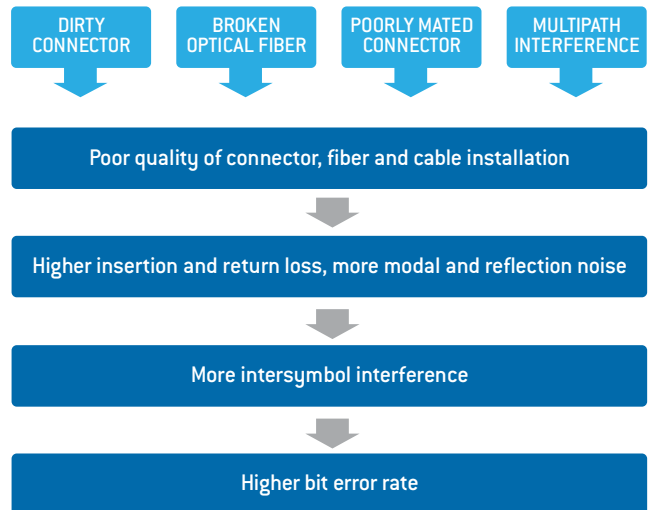 DIRTY
CONNECTOR
BROKEN
OPTICAL FIBER
POORLY MATED
CONNECTOR
MULTIPATH
INTERFERENCE
Poor quality of connector, fiber and cable installation
Higher insertion and return loss, more modal and reflection noise
More intersymbol interference
Higher bit error rate